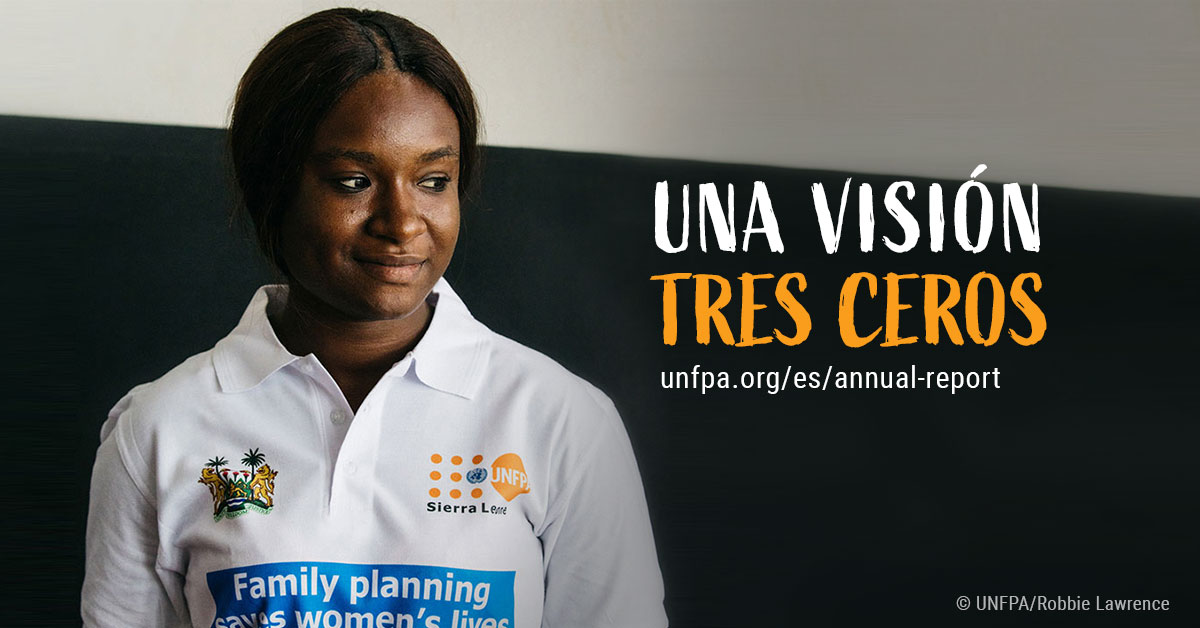 UNA VISIÓN
TRES CEROS
unfpa.org/es/annual-report
UNFPA
Sierra Leone
Family planning
saves women's lives
© UNFPA/Robbie Lawrence